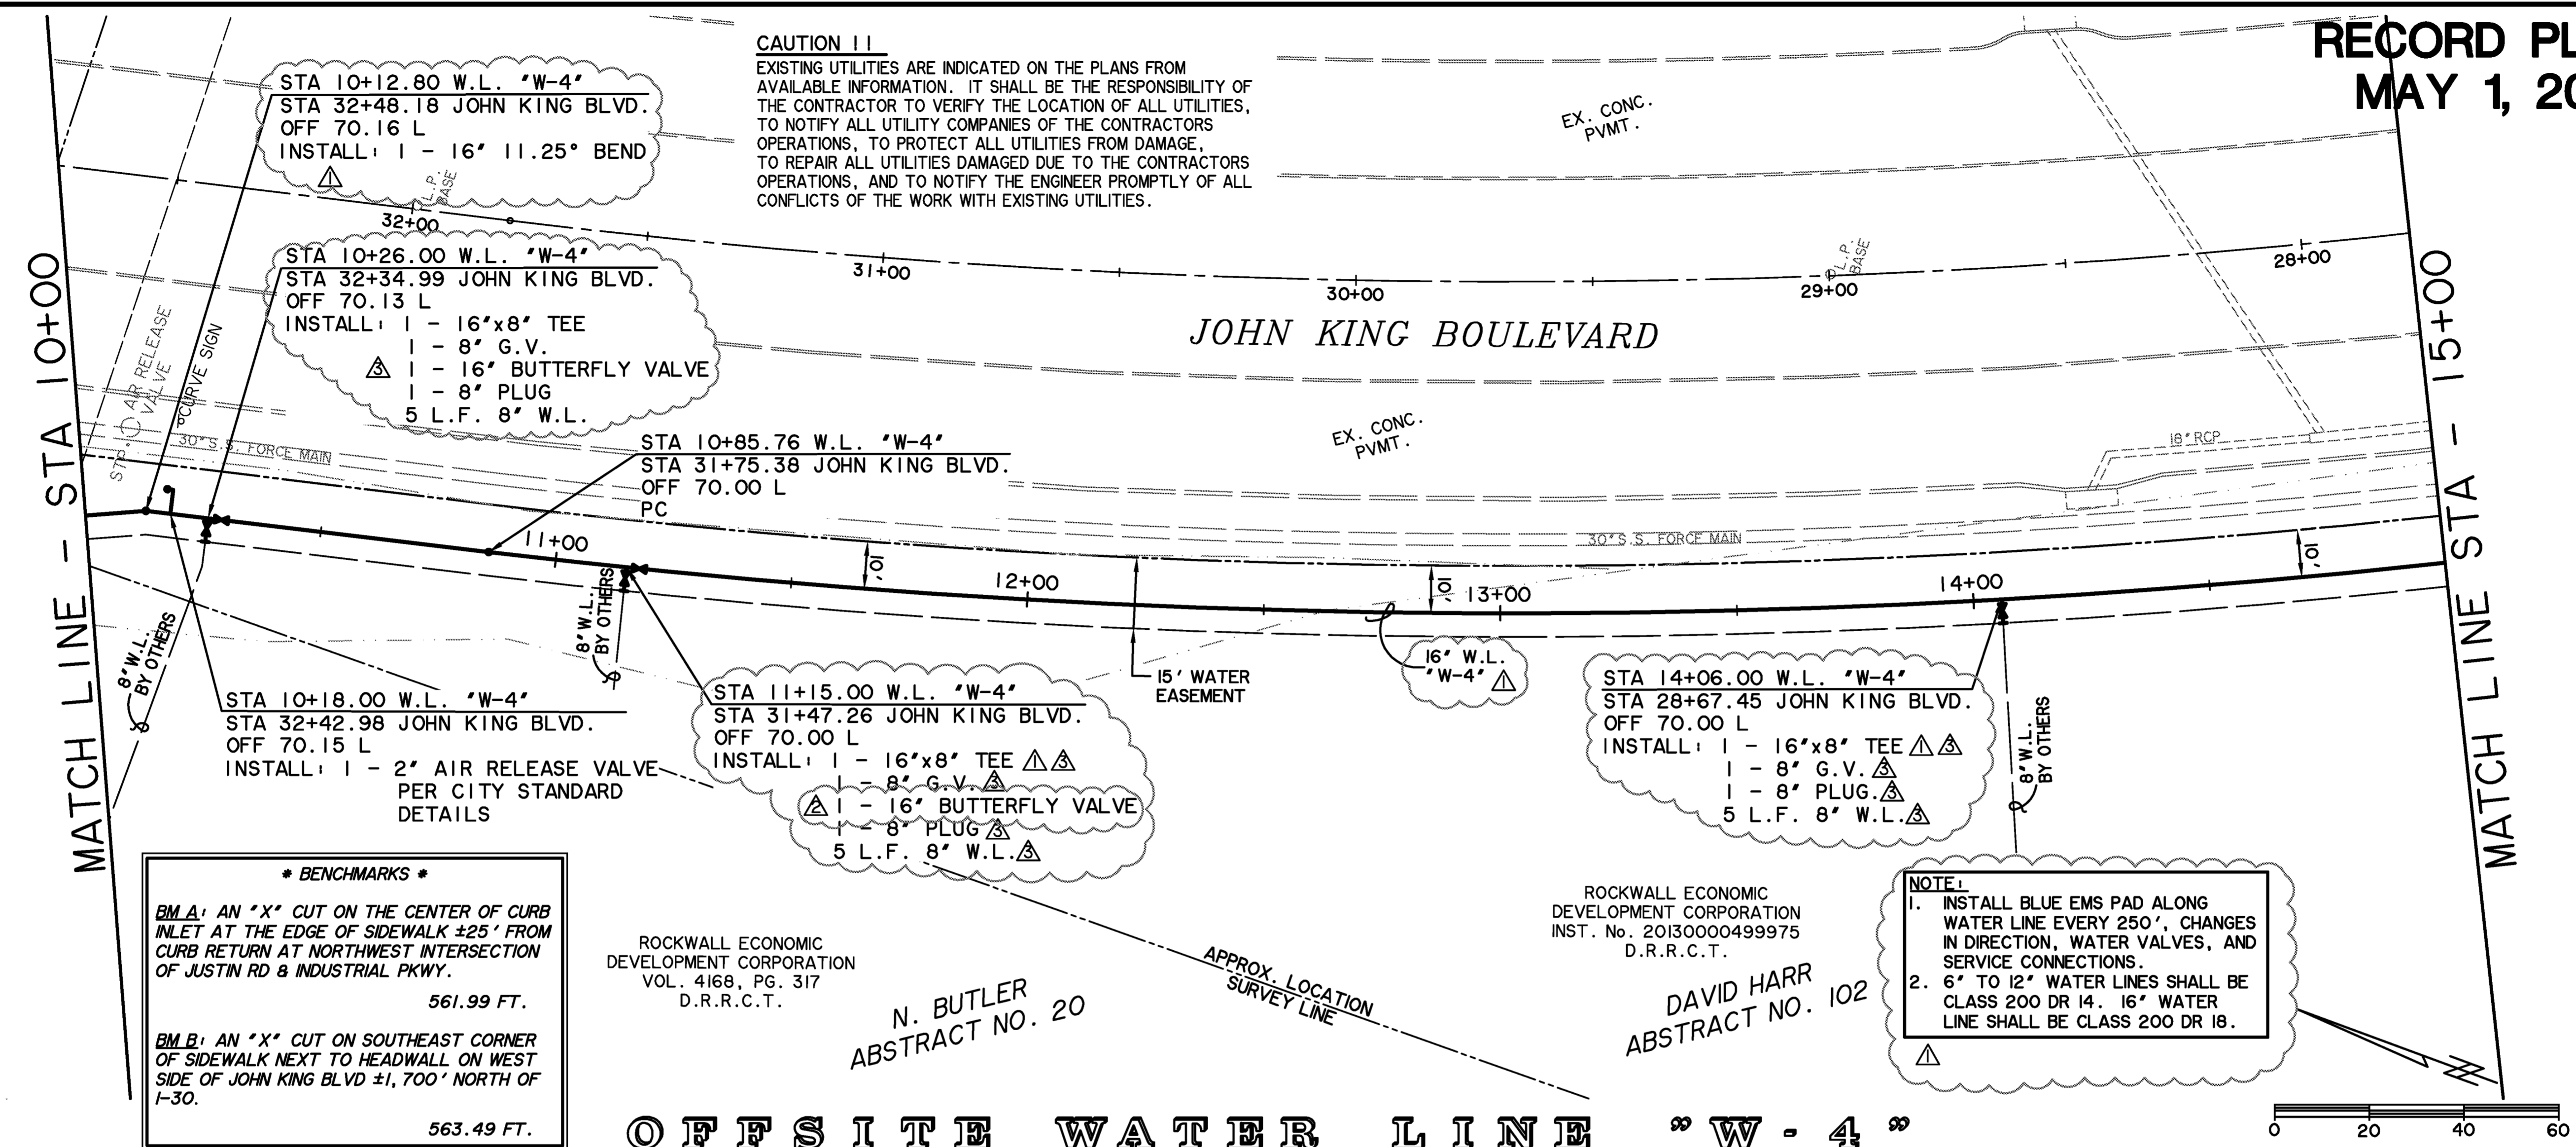 RECORD PL
MAY 1, 20
CAUTION !!
EXISTING UTILITIES ARE INDICATED ON THE PLANS FROM
AVAILABLE INFORMATION. IT SHALL BE THE RESPONSIBILITY OF
THE CONTRACTOR TO VERIFY THE LOCATION OF ALL UTILITIES,
TO NOTIFY ALL UTILITY COMPANIES OF THE CONTRACTORS
OPERATIONS, TO PROTECT ALL UTILITIES FROM DAMAGE,
TO REPAIR ALL UTILITIES DAMAGED DUE TO THE CONTRACTORS
OPERATIONS, AND TO NOTIFY THE ENGINEER PROMPTLY OF ALL
CONFLICTS OF THE WORK WITH EXISTING UTILITIES.
STA 10+12.80 W.L. "W-4"
STA 32+48.18 JOHN KING BLVD.
OFF 70.16 L
INSTALL: 1 - 16" 11.25° BEND
1
L.P.
BASE
32+00
STA 10+26.00 W.L. "W-4"
STA 32+34.99 JOHN KING BLVD.
OFF 70.13 L
INSTALL: 1 - 16"x8" TEE
1 - 8" G.V.
3 1 - 16" BUTTERFLY VALVE
1 - 8" PLUG
5 L.F. 8" W.L.
EX. CONC.
PVMT.
31+00
30+00
L.P.
BASE
29+00
28+00
JOHN KING BOULEVARD
EX. CONC.
PVMT.
MATCH LINE - STA 10+00
MATCH LINE STA - 15+00
STP
AIR RELEASE
VALVE
P CURVE SIGN
30" S.S. FORCE MAIN
STA 10+85.76 W.L. "W-4"
STA 31+75.38 JOHN KING BLVD.
OFF 70.00 L
PC
18" RCP
30" S.S. FORCE MAIN
11+00
10'
12+00
10'
13+00
14+00
10'
8" W.L.
BY OTHERS
8" W.L.
BY OTHERS
15' WATER
EASEMENT
16" W.L.
"W-4" 1
8" W.L.
BY OTHERS
STA 10+18.00 W.L. "W-4"
STA 32+42.98 JOHN KING BLVD.
OFF 70.15 L
INSTALL: 1 - 2" AIR RELEASE VALVE
PER CITY STANDARD
DETAILS
STA 11+15.00 W.L. "W-4"
STA 31+47.26 JOHN KING BLVD.
OFF 70.00 L
INSTALL: 1 - 16"x8" TEE 1 3
1 - 8" G.V. 3
2 1 - 16" BUTTERFLY VALVE
1 - 8" PLUG 3
5 L.F. 8" W.L. 3
STA 14+06.00 W.L. "W-4"
STA 28+67.45 JOHN KING BLVD.
OFF 70.00 L
INSTALL: 1 - 16"x8" TEE 1 3
1 - 8" G.V. 3
1 - 8" PLUG. 3
5 L.F. 8" W.L. 3
* BENCHMARKS *
BM A: AN "X" CUT ON THE CENTER OF CURB
INLET AT THE EDGE OF SIDEWALK ±25' FROM
CURB RETURN AT NORTHWEST INTERSECTION
OF JUSTIN RD & INDUSTRIAL PKWY.
561.99 FT.
BM B: AN "X" CUT ON SOUTHEAST CORNER
OF SIDEWALK NEXT TO HEADWALL ON WEST
SIDE OF JOHN KING BLVD ±1,700' NORTH OF
I-30.
563.49 FT.
ROCKWALL ECONOMIC
DEVELOPMENT CORPORATION
VOL. 4168, PG. 317
D.R.R.C.T.
N. BUTLER
ABSTRACT NO. 20
APPROX. LOCATION
SURVEY LINE
ROCKWALL ECONOMIC
DEVELOPMENT CORPORATION
INST. No. 20130000499975
D.R.R.C.T.
DAVID HARR
ABSTRACT NO. 102
NOTE:
1. INSTALL BLUE EMS PAD ALONG
WATER LINE EVERY 250', CHANGES
IN DIRECTION, WATER VALVES, AND
SERVICE CONNECTIONS.
2. 6" TO 12" WATER LINES SHALL BE
CLASS 200 DR 14. 16" WATER
LINE SHALL BE CLASS 200 DR 18.
1
OFFSITE WATER LINE "W-4"
0 20 40 60